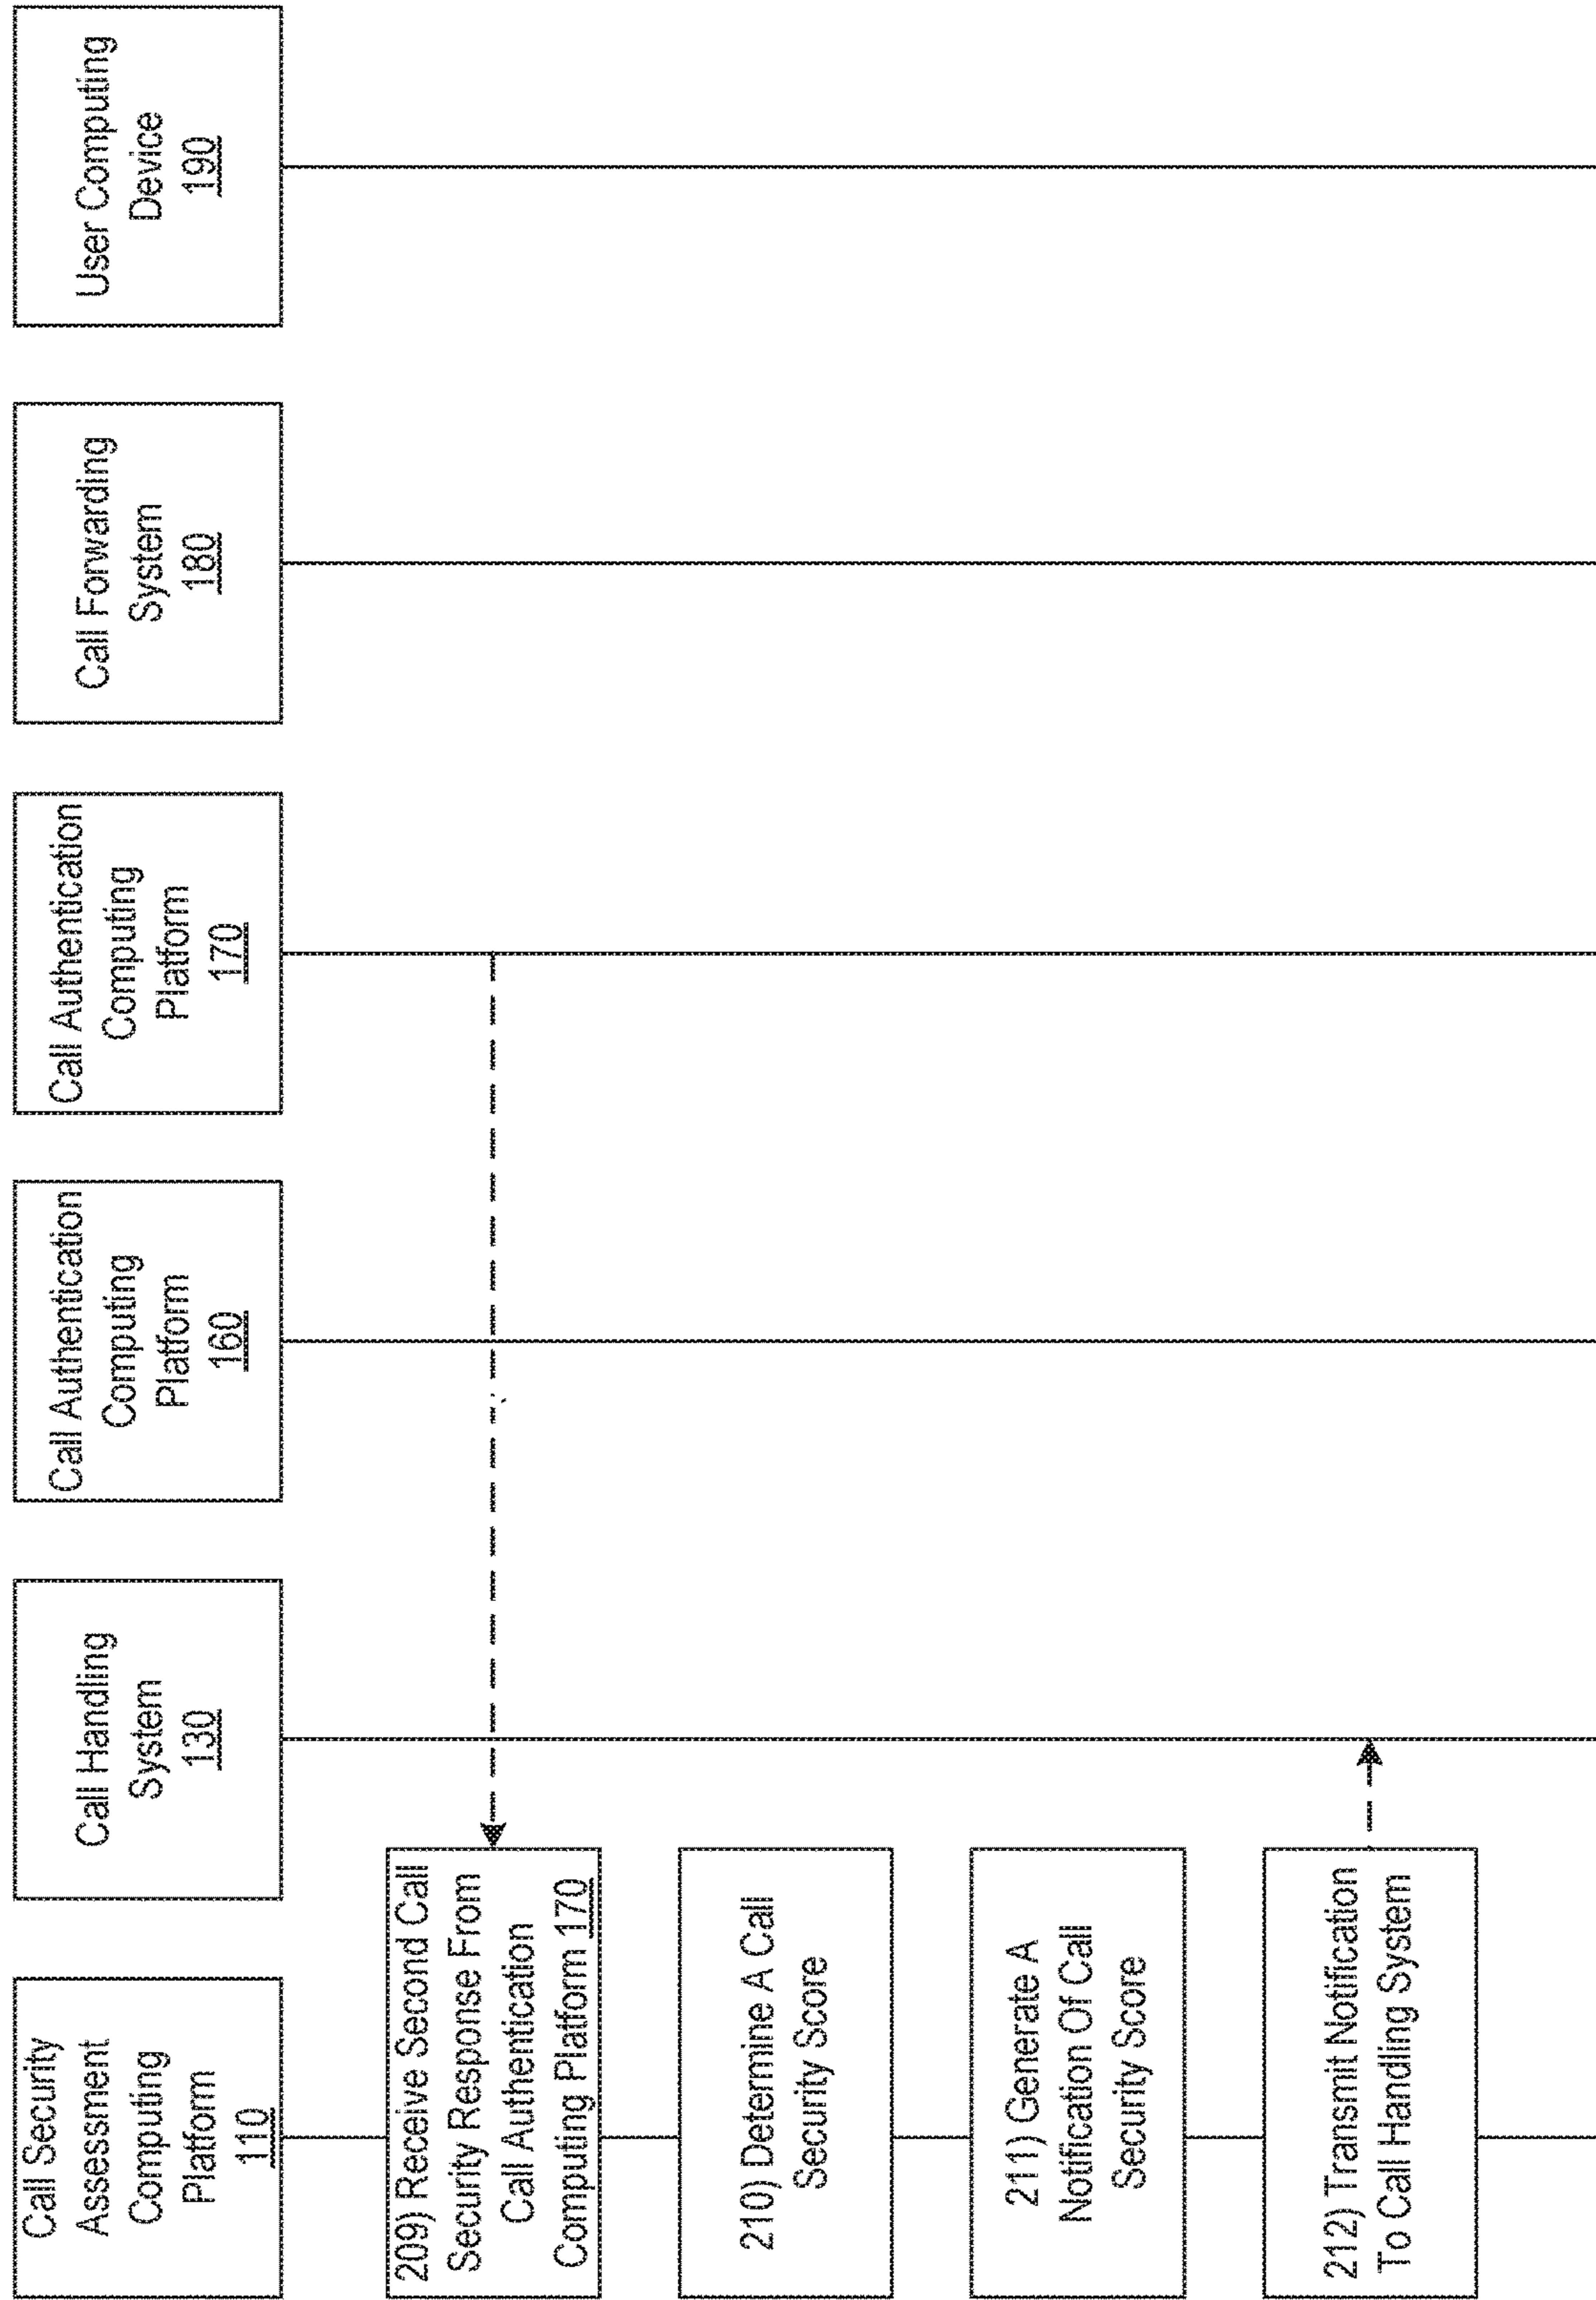 Call Security
Assessment
Computing
Platform
110
Call Handling
System
130
Call Authentication
Computing
Platform
160
Call Authentication
Computing
Platform
170
Call Forwarding
System
180
User Computing
Device
190
209) Receive Second Call
Security Response From
Call Authentication
Computing Platform 170
210) Determine A Call
Security Score
211) Generate A
Notification Of Call
Security Score
212) Transmit Notification
To Call Handling System